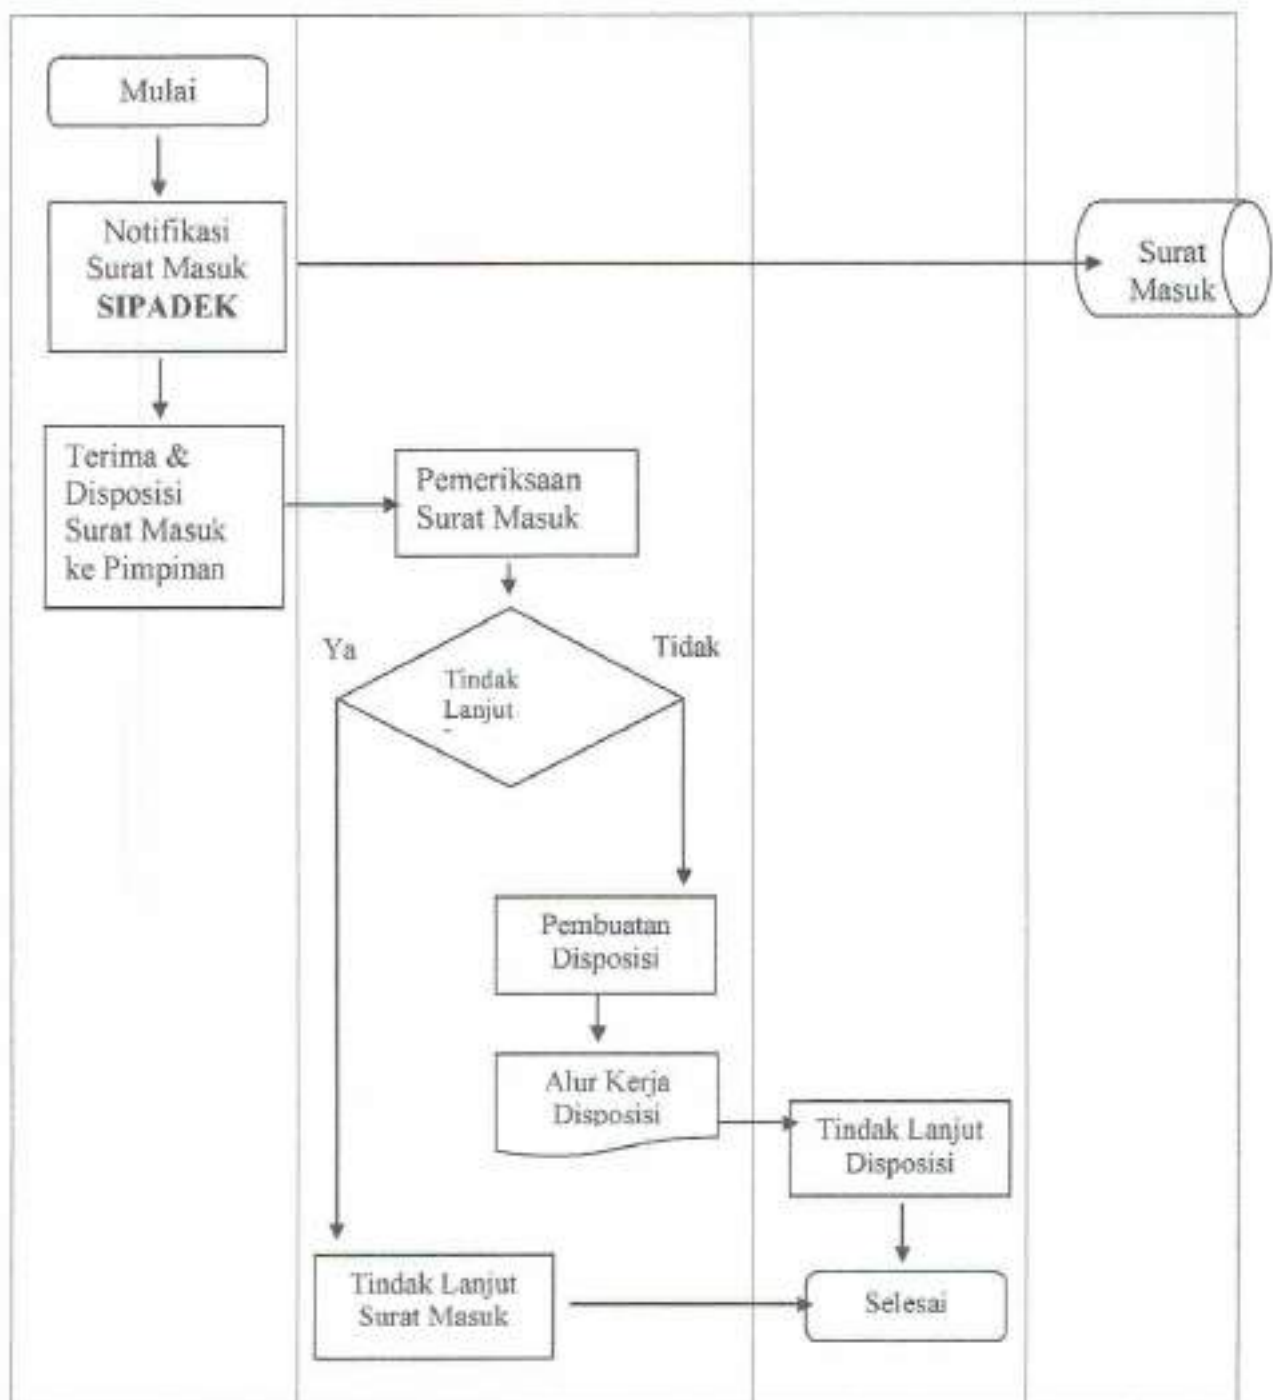 Mulai
Notifikasi
Surat Masuk
SIPADEK
Surat
Masuk
Terima &
Disposisi
Surat Masuk
ke Pimpinan
Pemeriksaan
Surat Masuk
Ya
Tidak
Tindak
Lanjut
Pembuatan
Disposisi
Alur Kerja
Disposisi
Tindak Lanjut
Disposisi
Tindak Lanjut
Surat Masuk
Selesai